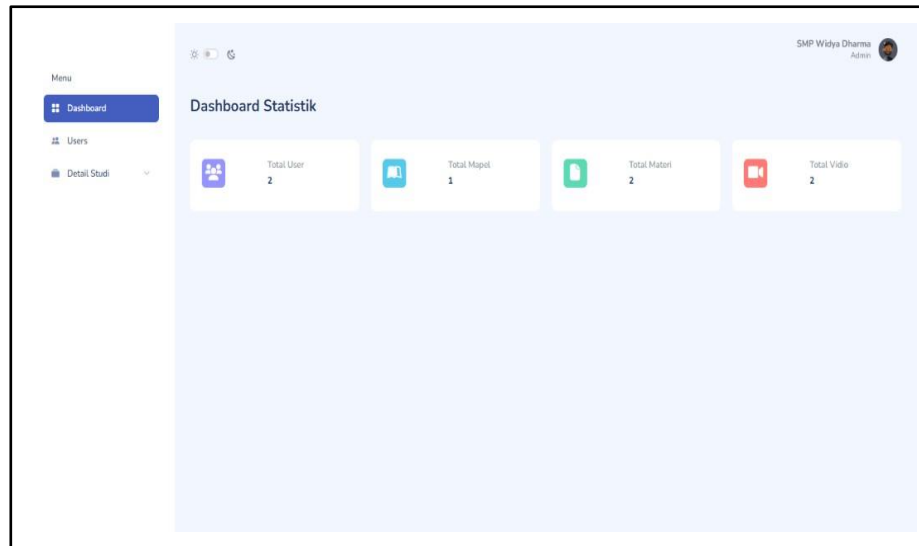 SMP Widya Dharma
Admin
Menu
Dashboard
Users
Detail Studi
Dashboard Statistik
Total User
2
Total Mapel
1
Total Materi
2
Total Vidio
2